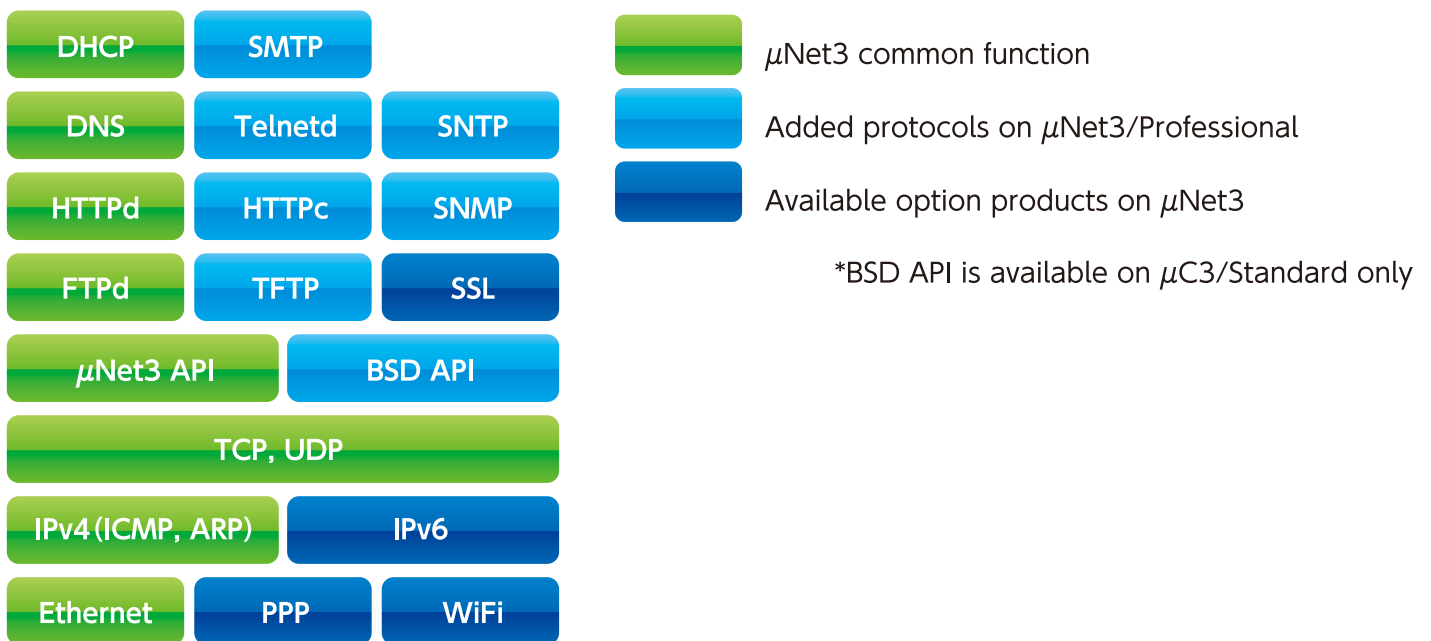 DHCP SMTP
DNS Telnetd SNTP
HTTPd HTTPc SNMP
FTPd TFTP SSL
μNet3 API BSD API
TCP, UDP
IPv4(ICMP, ARP) IPv6
Ethernet PPP WiFi
μNet3 common function
Added protocols on μNet3/Professional
Available option products on μNet3
*BSD API is available on μC3/Standard only